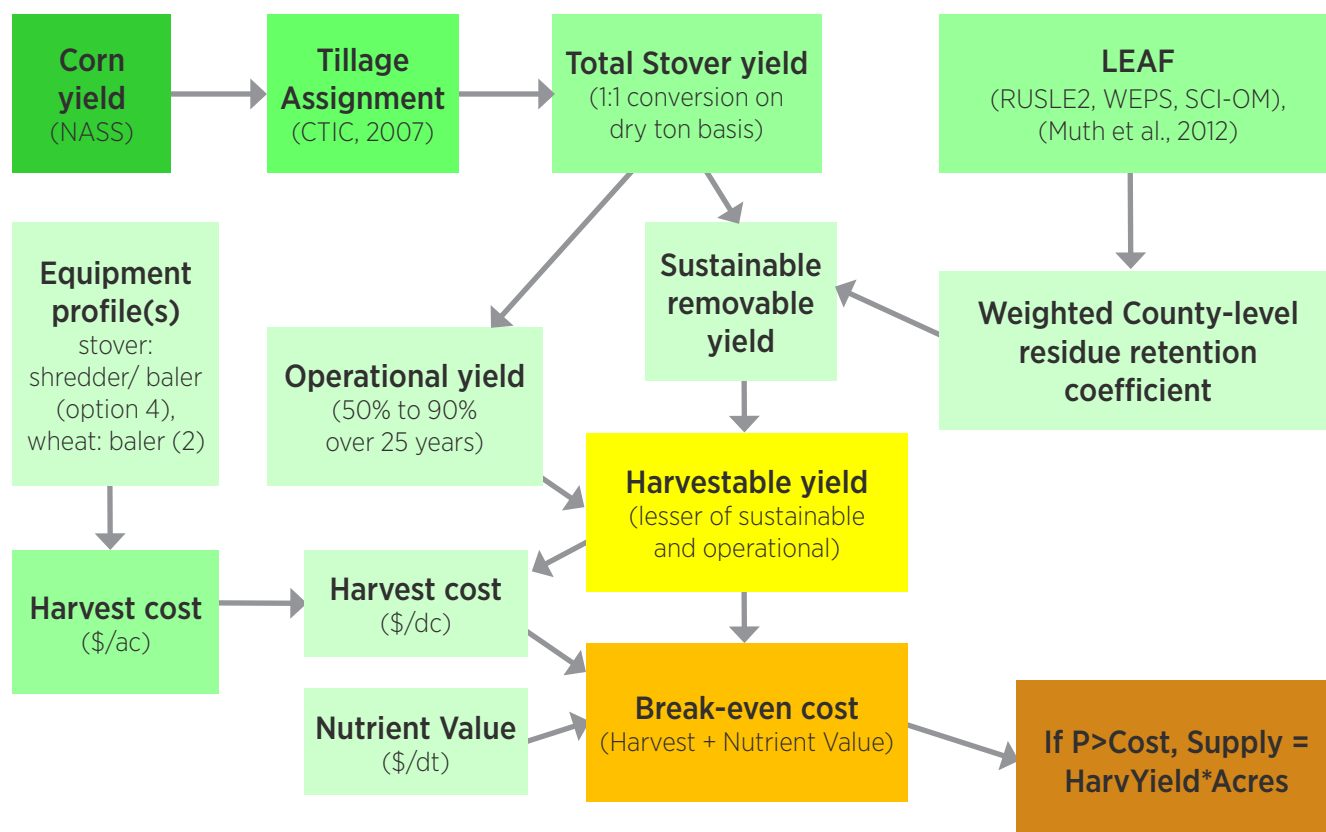 Corn
yield
(NASS)
Tillage
Assignment
(CTIC, 2007)
Total Stover yield
(1:1 conversion on
dry ton basis)
LEAF
(RUSLE2, WEPS, SCI-OM),
(Muth et al., 2012)
Equipment
profile(s)
stover:
shredder/ baler
(option 4),
wheat: baler (2)
Operational yield
(50% to 90%
over 25 years)
Sustainable
removable
yield
Weighted County-level
residue retention
coefficient
Harvestable yield
(lesser of sustainable
and operational)
Harvest cost
($/ac)
Harvest cost
($/dc)
Nutrient Value
($/dt)
Break-even cost
(Harvest + Nutrient Value)
If P>Cost, Supply =
HarvYield*Acres